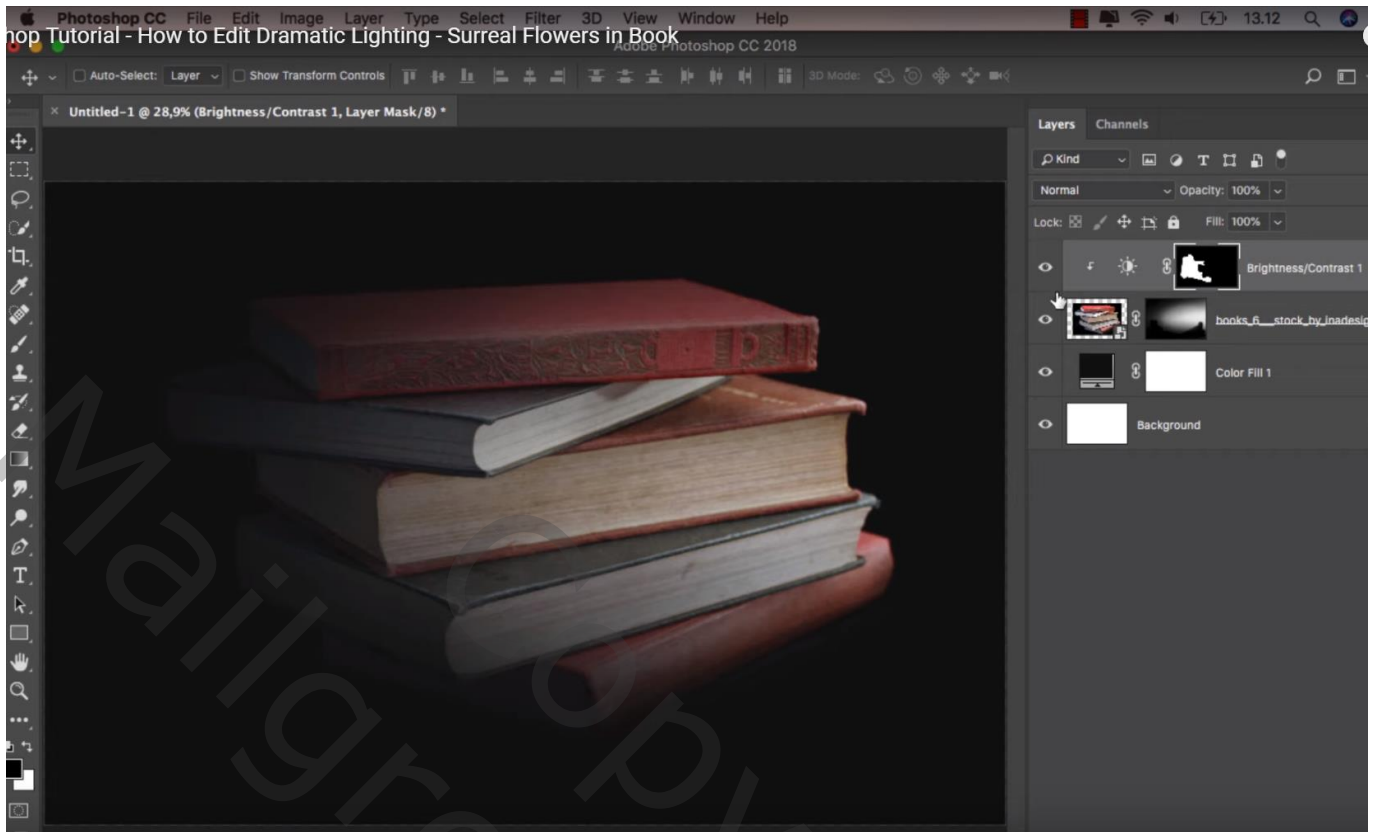 Photoshop CC File Edit Image Layer Type Select Filter 3D View Window Help 13.12
hop Tutorial - How to Edit Dramatic Lighting - Surreal Flowers in Book
Adobe Photoshop CC 2018
Auto-Select: Layer Show Transform Controls 3D Mode:
× Untitled-1 @ 28,9% (Brightness/Contrast 1, Layer Mask/8) *
Layers Channels
Kind
Normal Opacity: 100%
Lock: Fill: 100%
Brightness/Contrast 1
books_6__stock_by_inadesig
Color Fill 1
Background